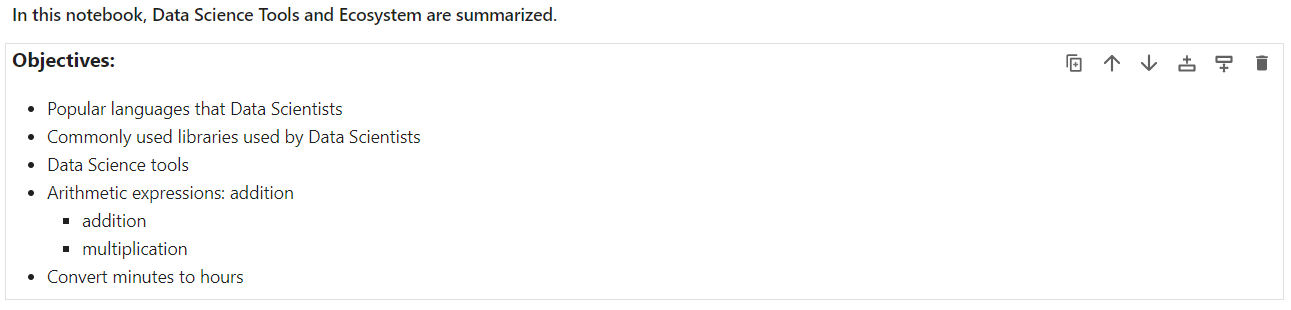 In this notebook, Data Science Tools and Ecosystem are summarized.
Objectives:
Popular languages that Data Scientists
Commonly used libraries used by Data Scientists
Data Science tools
Arithmetic expressions: addition
addition
multiplication
Convert minutes to hours